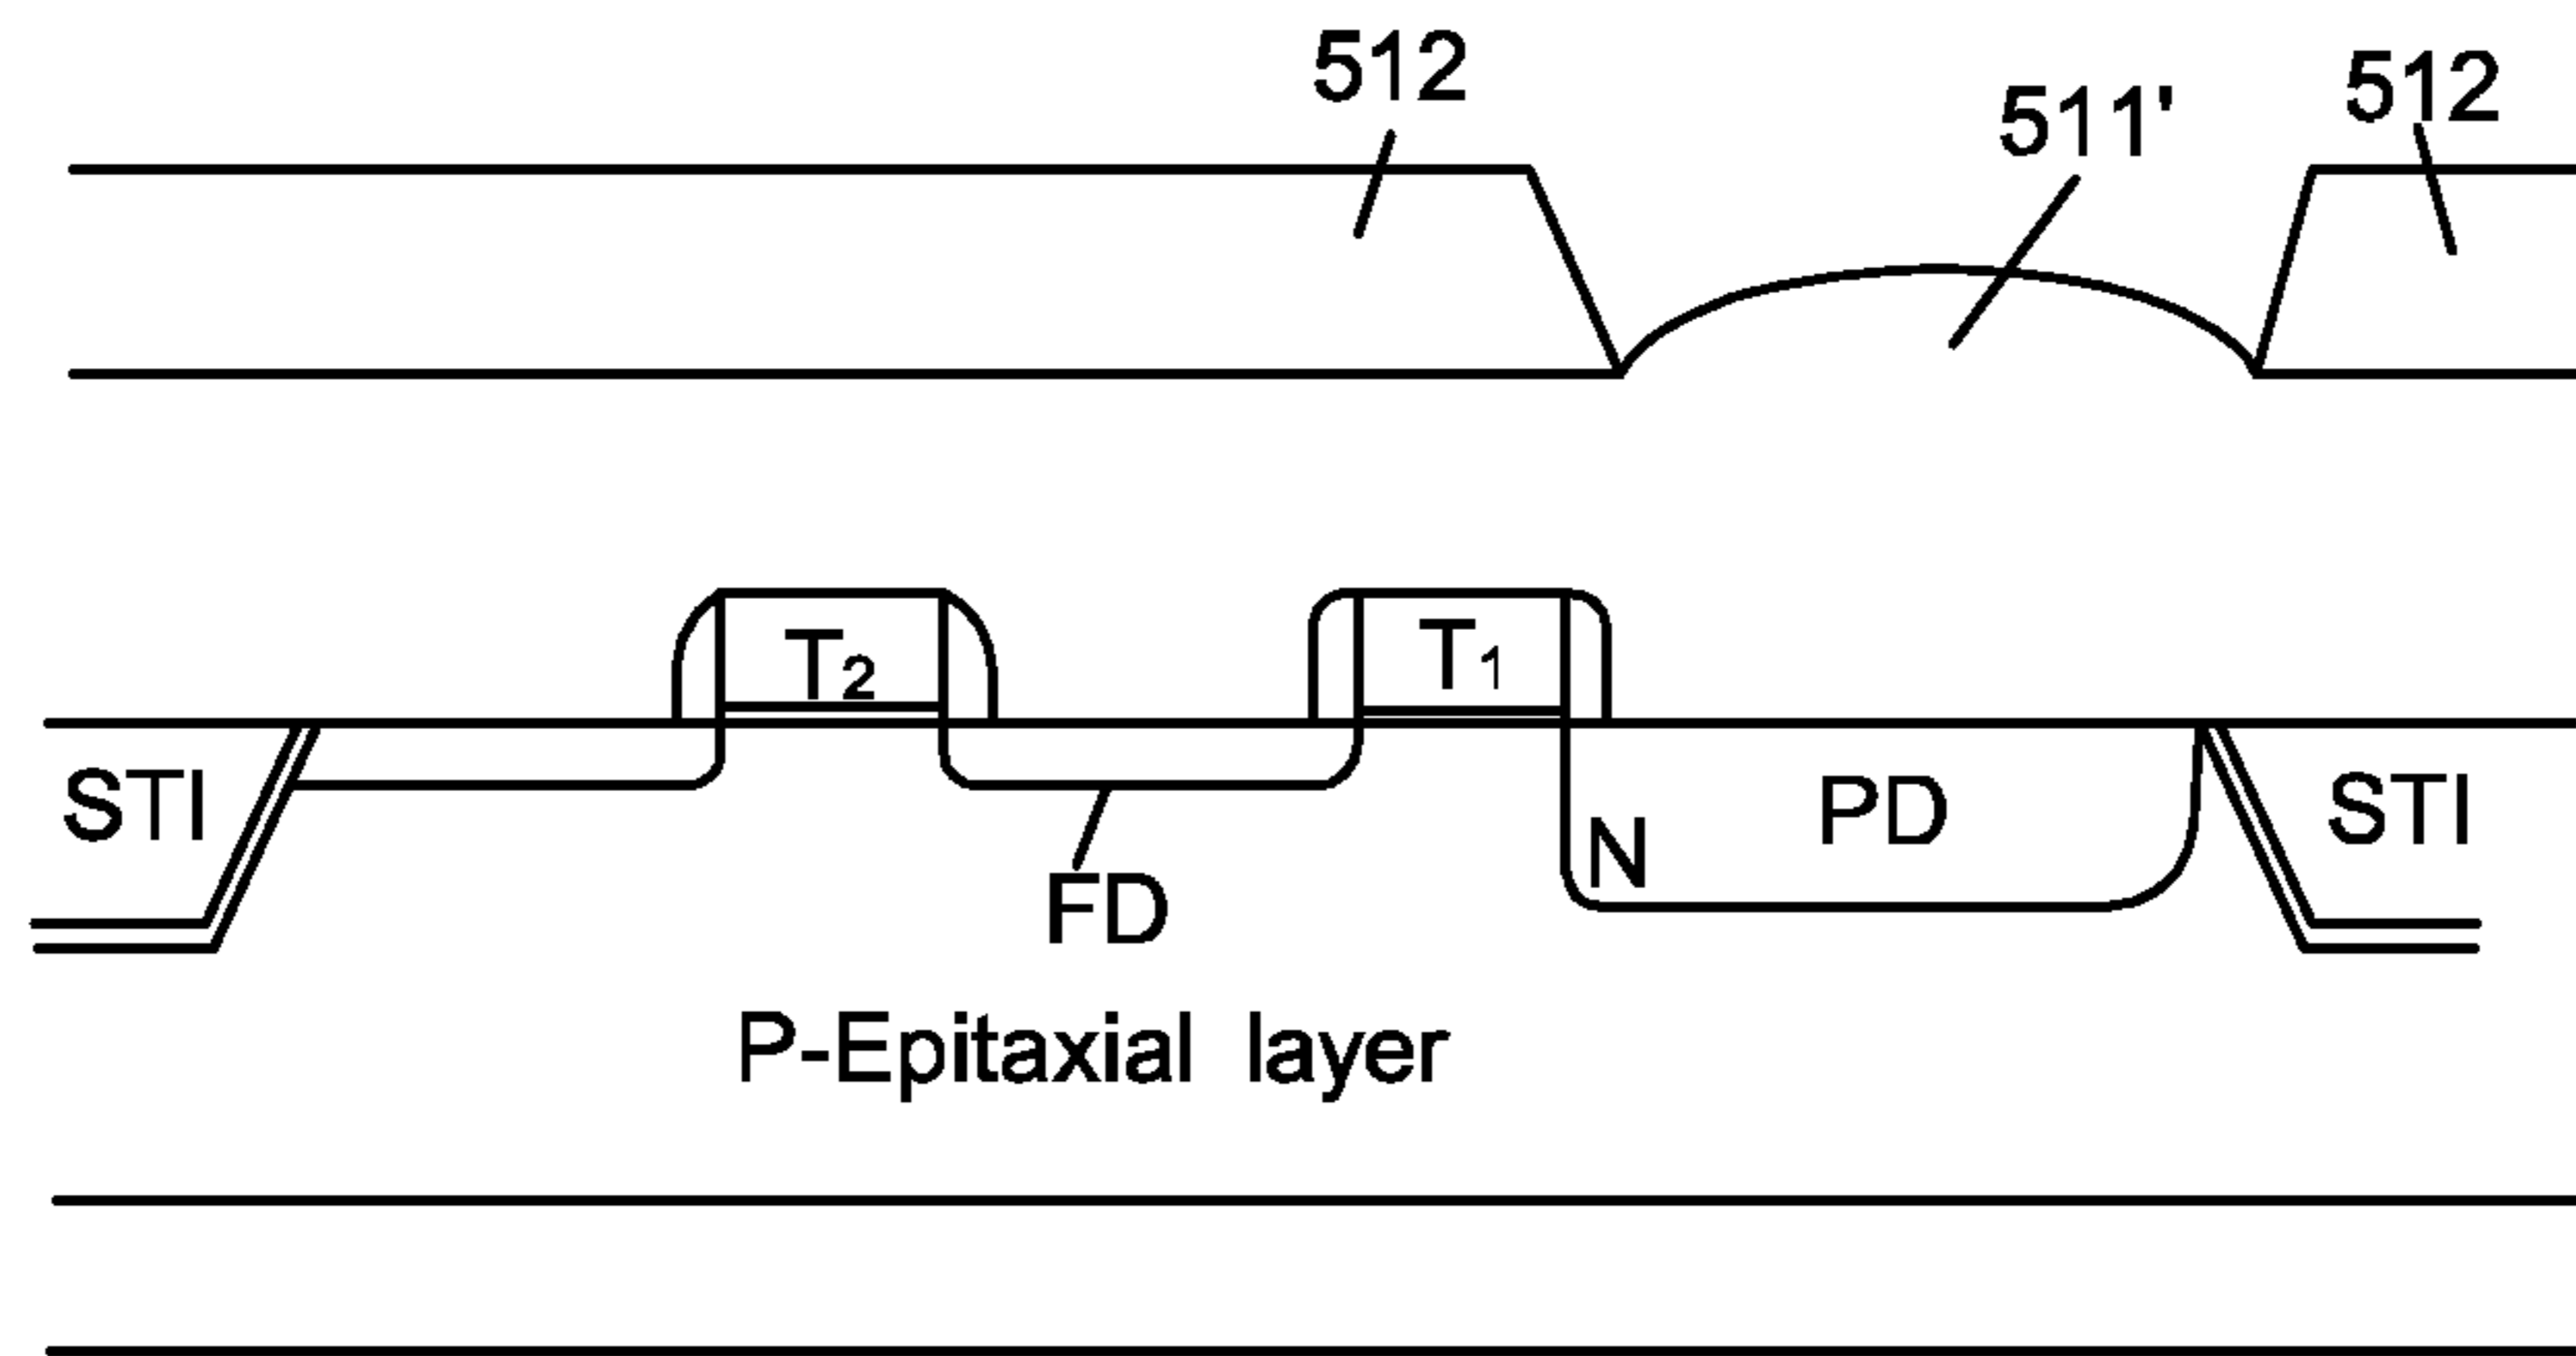 512
512
511'
T2
T1
STI
PD
STI
N
FD
P-Epitaxial layer